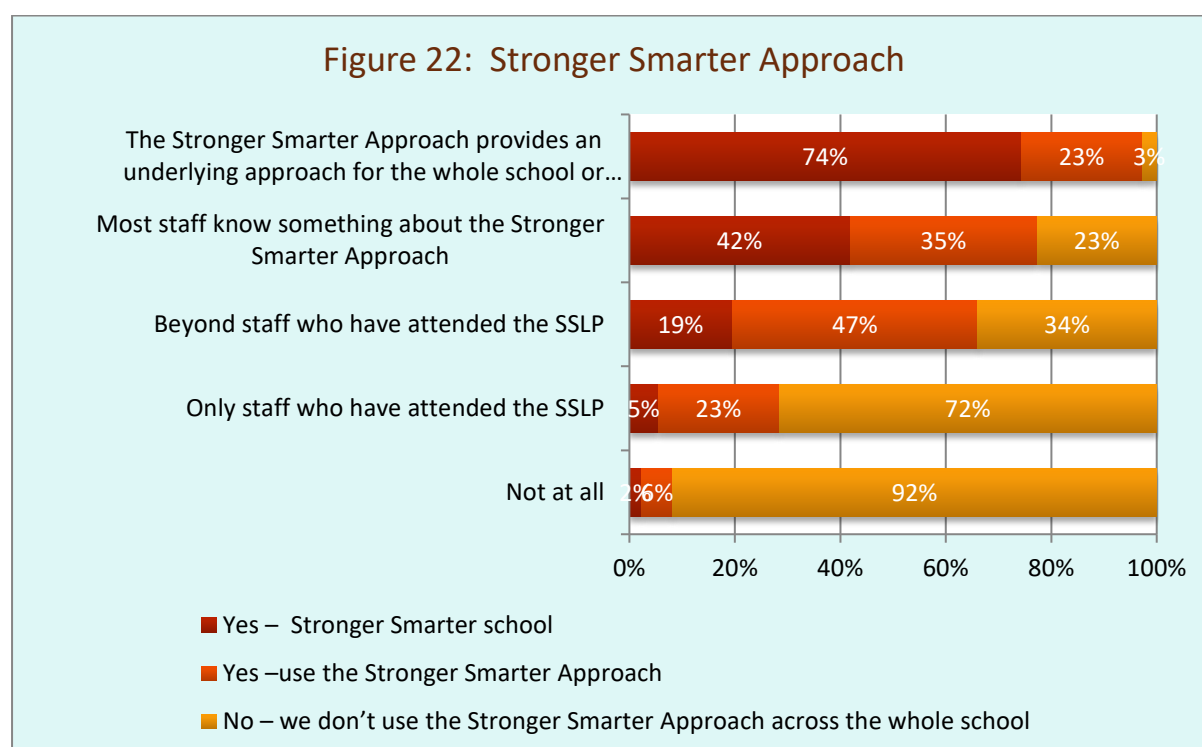 Figure 22:  Stronger Smarter Approach
The Stronger Smarter Approach provides an
underlying approach for the whole school or...
74%
23%
3%
Most staff know something about the Stronger
Smarter Approach
42%
35%
23%
Beyond staff who have attended the SSLP
19%
47%
34%
Only staff who have attended the SSLP
5%
23%
72%
Not at all
2%
6%
92%
0%
20%
40%
60%
80%
100%
Yes –  Stronger Smarter school
Yes –use the Stronger Smarter Approach
No – we don’t use the Stronger Smarter Approach across the whole school